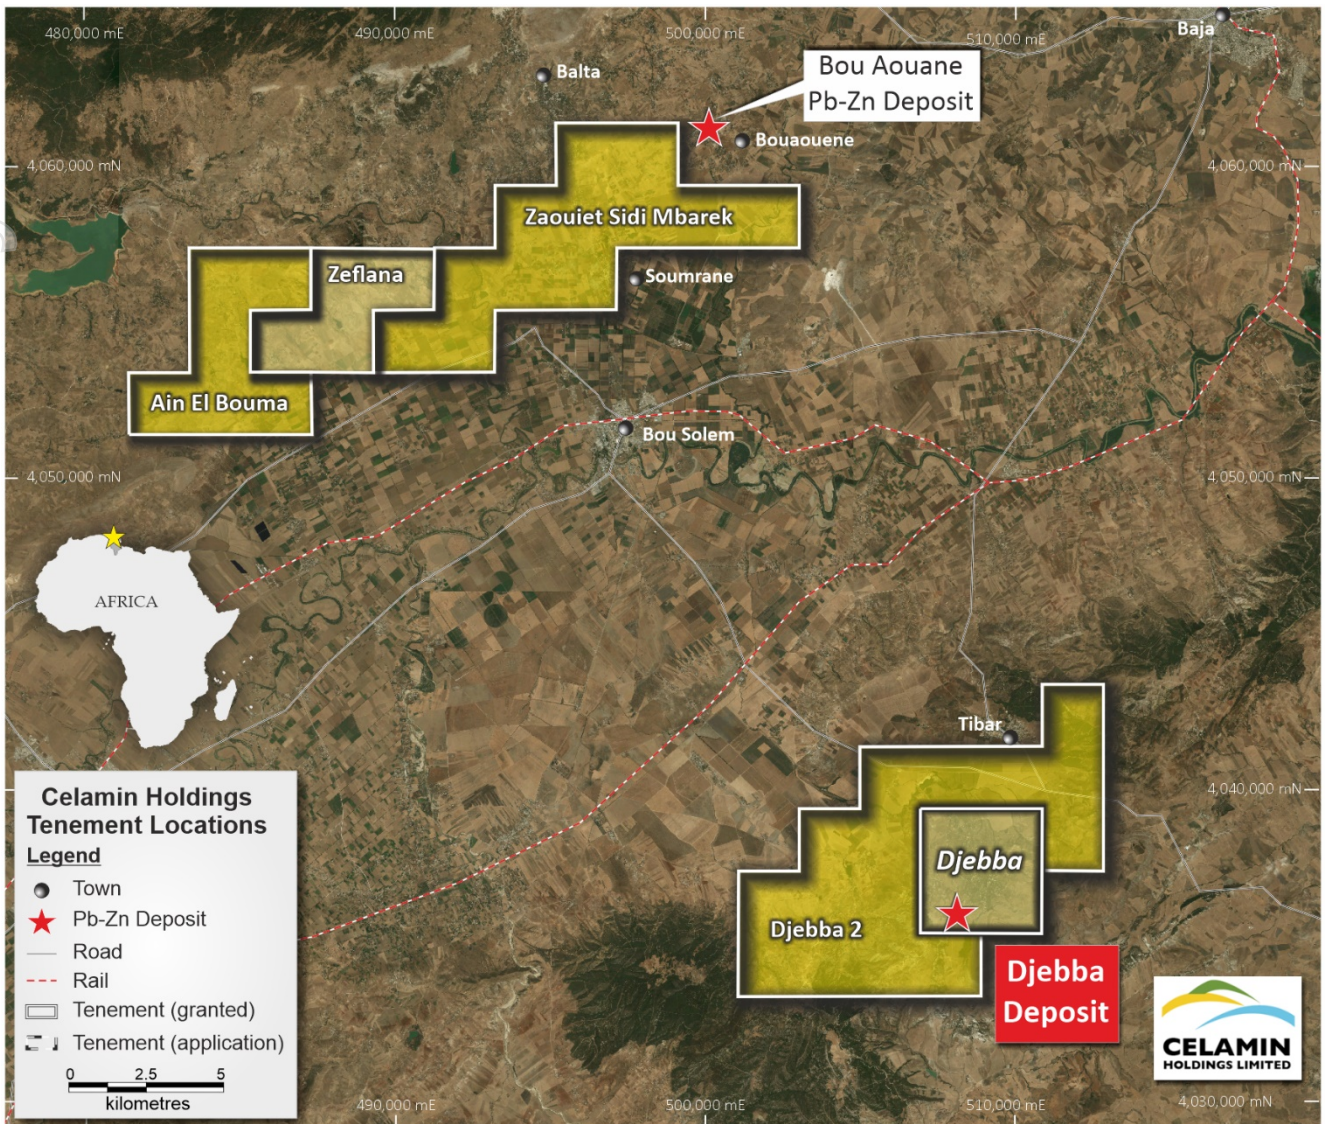 480,000 mE
490,000 mE
500,000 mE
510,000 mE
Baja
Balta
Bou Aouane
Pb-Zn Deposit
Bouaouene
4,060,000 mN
4,060,000 mN
Zaouiet Sidi Mbarek
Zeflana
Soumrane
Ain El Bouma
Bou Solem
4,050,000 mN
4,050,000 mN
AFRICA
Tibar
4,040,000 mN
Djebba
Djebba 2
Djebba
Deposit
Celamin Holdings
Tenement Locations
Legend
Town
Pb-Zn Deposit
Road
Rail
Tenement (granted)
Tenement (application)
0 2.5 5
kilometres
CELAMIN
HOLDINGS LIMITED
490,000 mE
500,000 mE
510,000 mE
4,030,000 mN